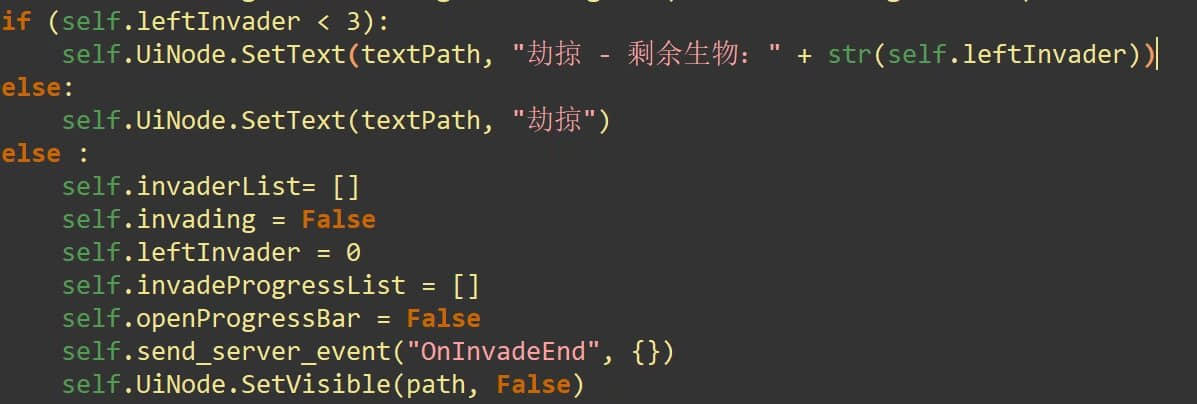 if (self.leftInvader < 3):
    self.UiNode.SetText(textPath, "劫掠 - 剩余生物：" + str(self.leftInvader))
else:
    self.UiNode.SetText(textPath, "劫掠")
else :
    self.invaderList= []
    self.invading = False
    self.leftInvader = 0
    self.invadeProgressList = []
    self.openProgressBar = False
    self.send_server_event("OnInvadeEnd", {})
    self.UiNode.SetVisible(path, False)